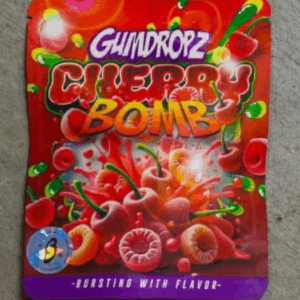 GUMDROPZ
CHERRY
BOMB
B
-BURSTING WITH FLAVOR-